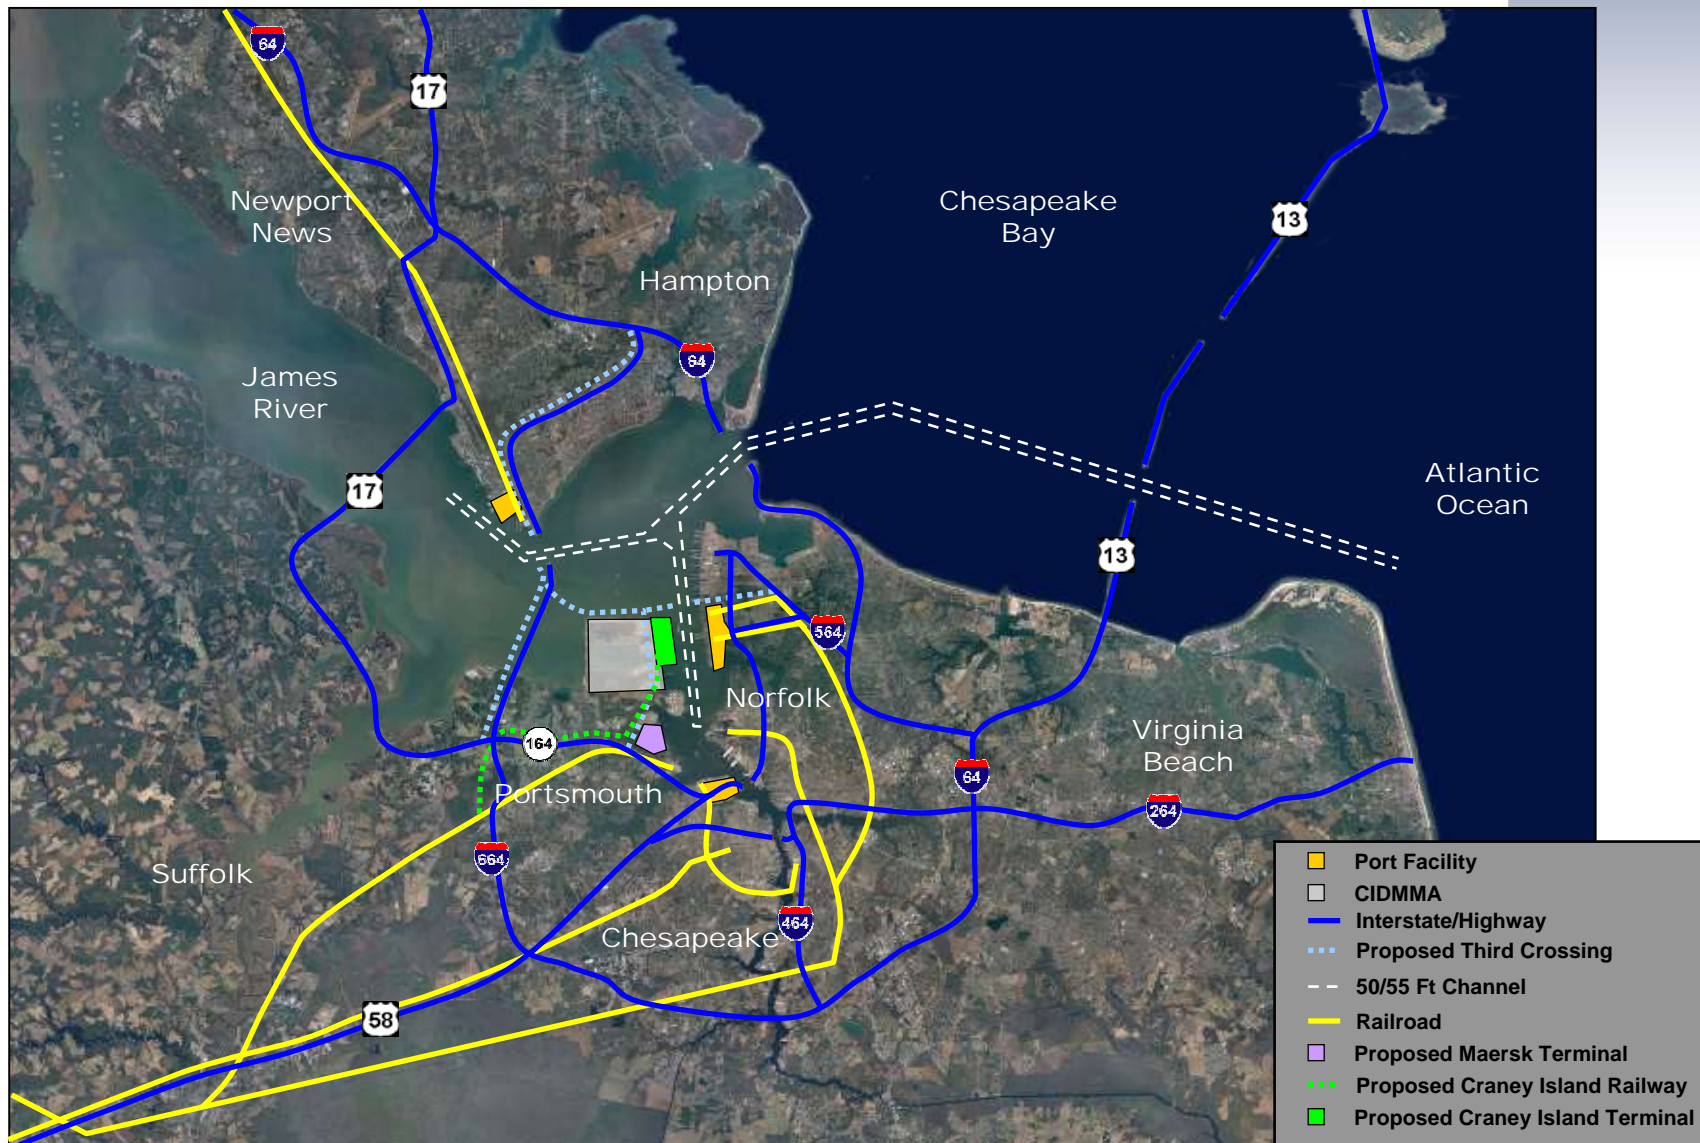 64
17
Newport
News
Chesapeake
Bay
13
Hampton
64
James
River
17
Atlantic
Ocean
13
564
Norfolk
164
Virginia
Beach
64
Portsmouth
264
664
Suffolk
464
Chesapeake
58
Port Facility
CIDMMA
Interstate/Highway
Proposed Third Crossing
50/55 Ft Channel
Railroad
Proposed Maersk Terminal
Proposed Craney Island Railway
Proposed Craney Island Terminal